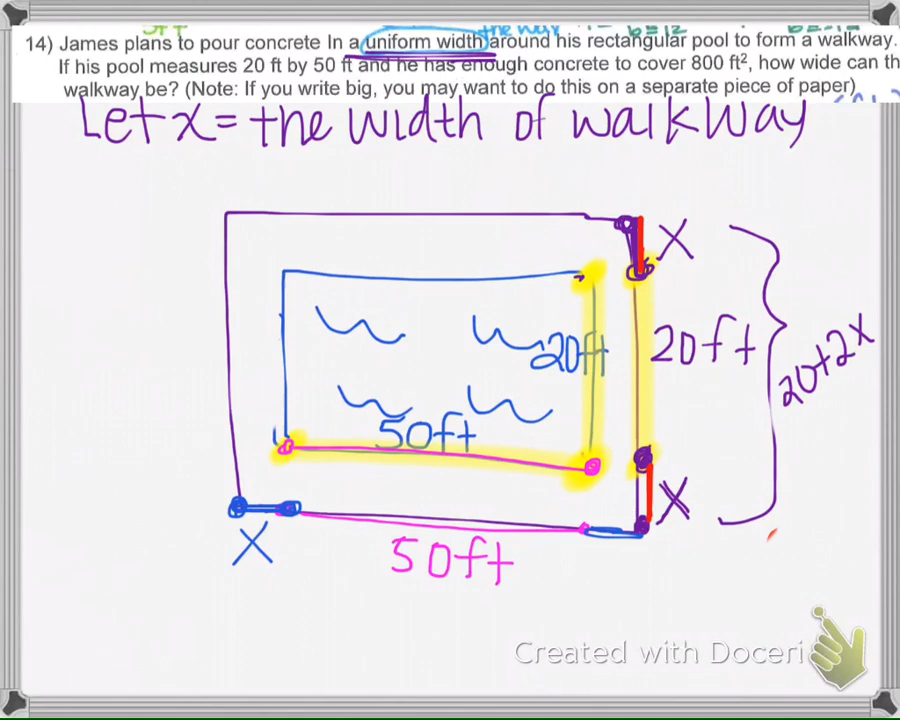 14) James plans to pour concrete In a uniform width around his rectangular pool to form a walkway.
If his pool measures 20 ft by 50 ft and he has enough concrete to cover 800 ft², how wide can th
walkway be? (Note: If you write big, you may want to do this on a separate piece of paper)
Let x = the width of walkway
X
20ft
20ft
20+2x
50ft
X
X
50ft
Created with Doceri